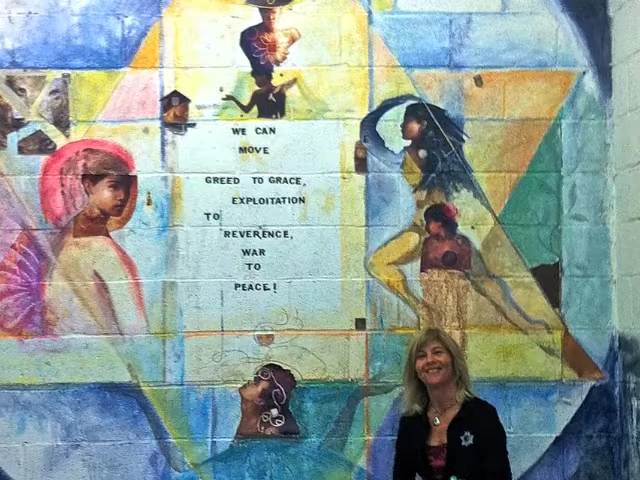 WE CAN
MOVE
GREED TO GRACE,
EXPLOITATION
TO
REVERENCE,
WAR
TO
PEACE!